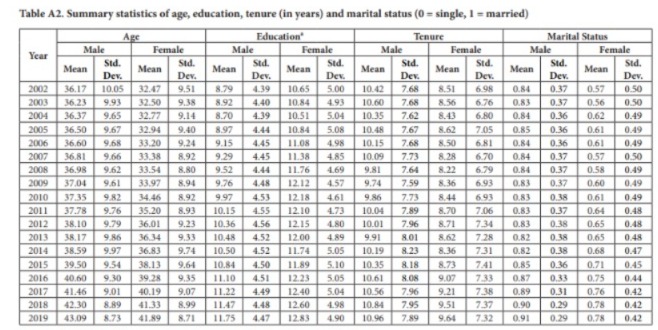 Table A2. Summary statistics of age, education, tenure (in years) and marital status (0 = single, 1 = married)
Year Age Educationᵃ Tenure Marital Status
Male Female Male Female Male Female Male Female
Mean Std. Dev. Mean Std. Dev. Mean Std. Dev. Mean Std. Dev. Mean Std. Dev. Mean Std. Dev. Mean Std. Dev. Mean Std. Dev.
2002 36.17 10.05 32.47 9.51 8.79 4.39 10.65 5.00 10.42 7.68 8.51 6.98 0.84 0.37 0.57 0.50
2003 36.23 9.93 32.50 9.38 8.92 4.40 10.84 4.93 10.60 7.68 8.56 6.76 0.83 0.37 0.56 0.50
2004 36.37 9.65 32.77 9.14 8.70 4.39 10.51 5.04 10.35 7.62 8.43 6.80 0.84 0.36 0.62 0.49
2005 36.50 9.67 32.94 9.40 8.97 4.44 10.84 5.08 10.48 7.67 8.62 7.05 0.85 0.36 0.61 0.49
2006 36.60 9.68 33.20 9.24 9.15 4.45 11.08 4.98 10.15 7.68 8.50 6.81 0.84 0.36 0.61 0.49
2007 36.81 9.66 33.38 8.92 9.29 4.45 11.38 4.85 10.09 7.73 8.28 6.70 0.84 0.37 0.57 0.50
2008 36.98 9.62 33.54 8.80 9.52 4.44 11.76 4.69 9.81 7.64 8.22 6.79 0.84 0.37 0.58 0.49
2009 37.04 9.61 33.97 8.94 9.76 4.48 12.12 4.57 9.74 7.59 8.36 6.93 0.83 0.37 0.60 0.49
2010 37.35 9.82 34.46 8.92 9.97 4.53 12.18 4.61 9.86 7.73 8.44 6.93 0.83 0.38 0.61 0.49
2011 37.78 9.76 35.20 8.93 10.15 4.55 12.10 4.73 10.04 7.89 8.70 7.06 0.83 0.37 0.64 0.48
2012 38.10 9.79 36.01 9.23 10.36 4.56 12.15 4.80 10.01 7.96 8.71 7.34 0.83 0.38 0.65 0.48
2013 38.17 9.86 36.34 9.33 10.48 4.52 12.00 4.89 9.91 8.01 8.62 7.28 0.82 0.38 0.65 0.48
2014 38.59 9.97 36.83 9.74 10.50 4.52 11.74 5.05 10.19 8.23 8.36 7.31 0.82 0.38 0.68 0.47
2015 39.50 9.54 38.13 9.64 10.84 4.50 11.89 5.10 10.35 8.18 8.73 7.41 0.85 0.36 0.71 0.45
2016 40.60 9.30 39.28 9.35 11.10 4.51 12.23 5.05 10.61 8.08 9.07 7.33 0.87 0.33 0.75 0.44
2017 41.46 9.01 40.19 9.07 11.22 4.49 12.40 5.04 10.56 7.96 9.21 7.38 0.89 0.31 0.76 0.42
2018 42.30 8.89 41.33 8.99 11.47 4.48 12.60 4.98 10.84 7.95 9.51 7.37 0.90 0.29 0.78 0.42
2019 43.09 8.73 41.89 8.71 11.75 4.47 12.83 4.90 10.96 7.89 9.64 7.32 0.91 0.29 0.78 0.42